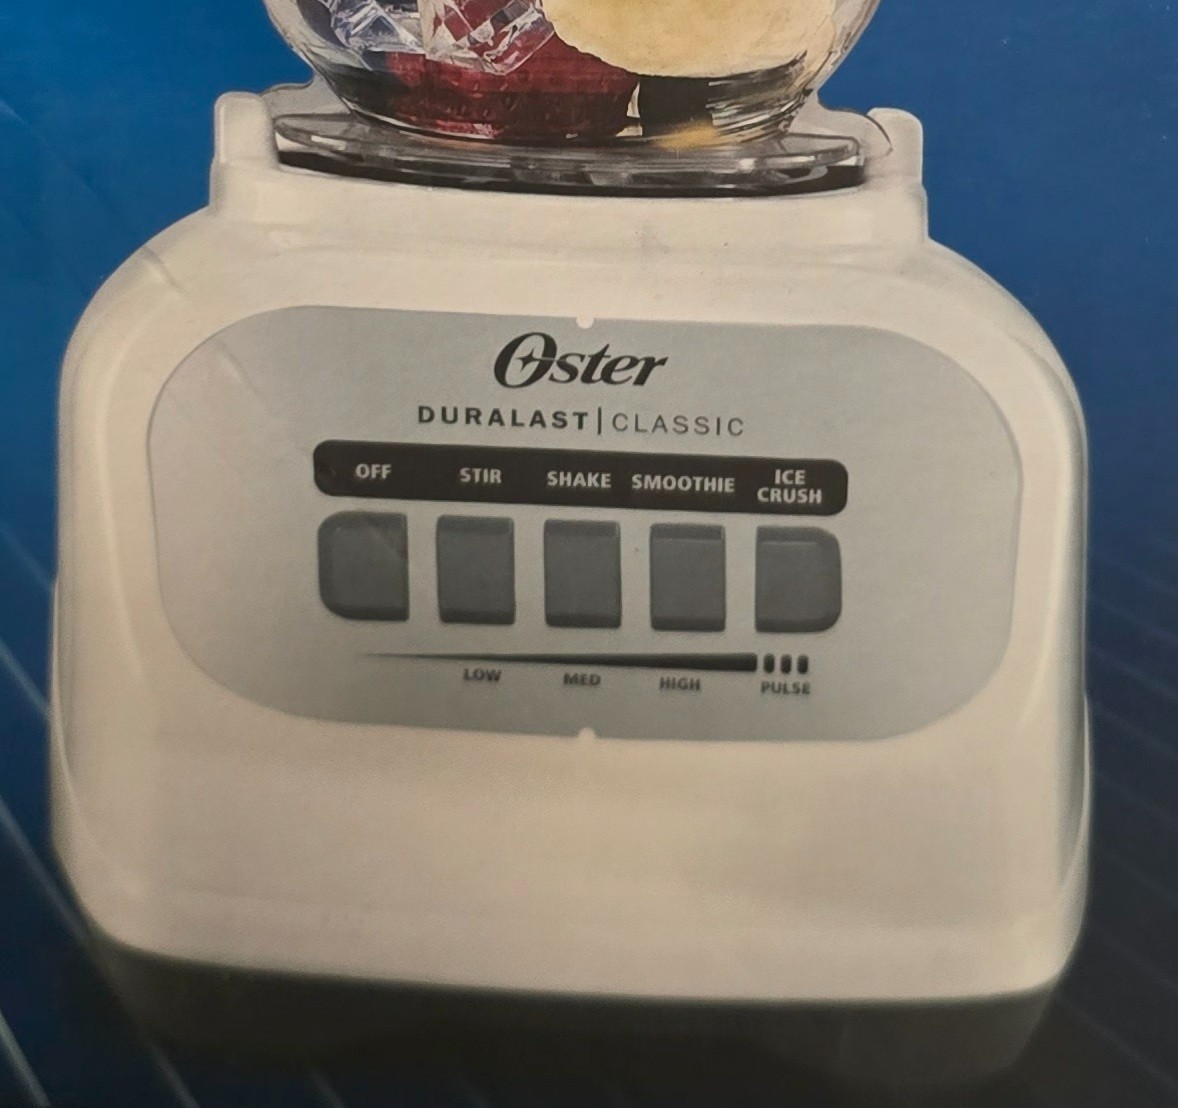 Oster
DURALAST|CLASSIC
OFF STIR SHAKE SMOOTHIE ICE CRUSH
LOW MED HIGH PULSE